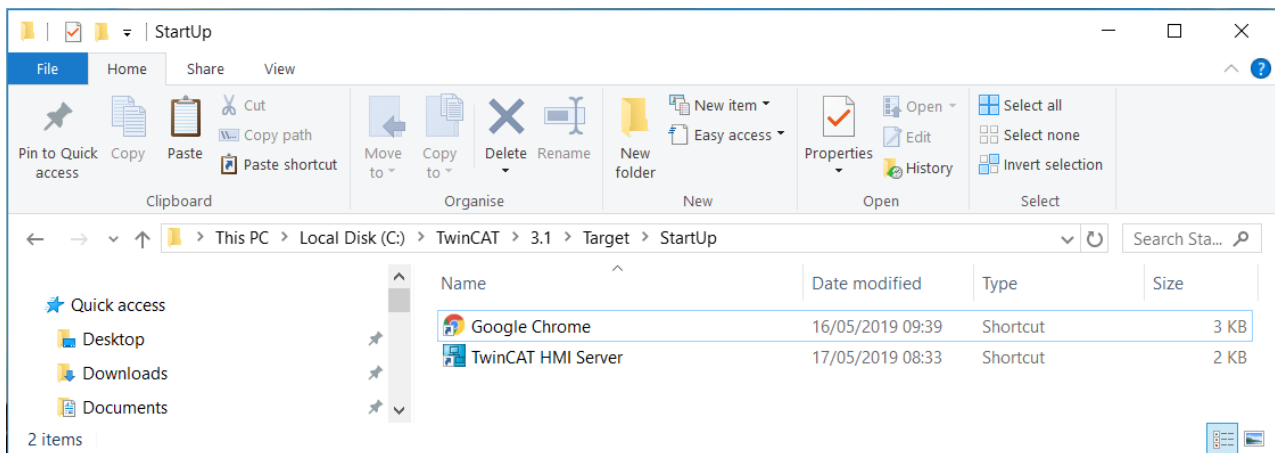 StartUp
File Home Share View
Pin to Quick access
Copy
Paste
Cut
Copy path
Paste shortcut
Clipboard
Move to
Copy to
Delete
Rename
Organise
New folder
New item
Easy access
New
Properties
Open
Edit
History
Open
Select all
Select none
Invert selection
Select
This PC > Local Disk (C:) > TwinCAT > 3.1 > Target > StartUp
Search Sta...
Name Date modified Type Size
Quick access
Desktop
Downloads
Documents
Google Chrome 16/05/2019 09:39 Shortcut 3 KB
TwinCAT HMI Server 17/05/2019 08:33 Shortcut 2 KB
2 items